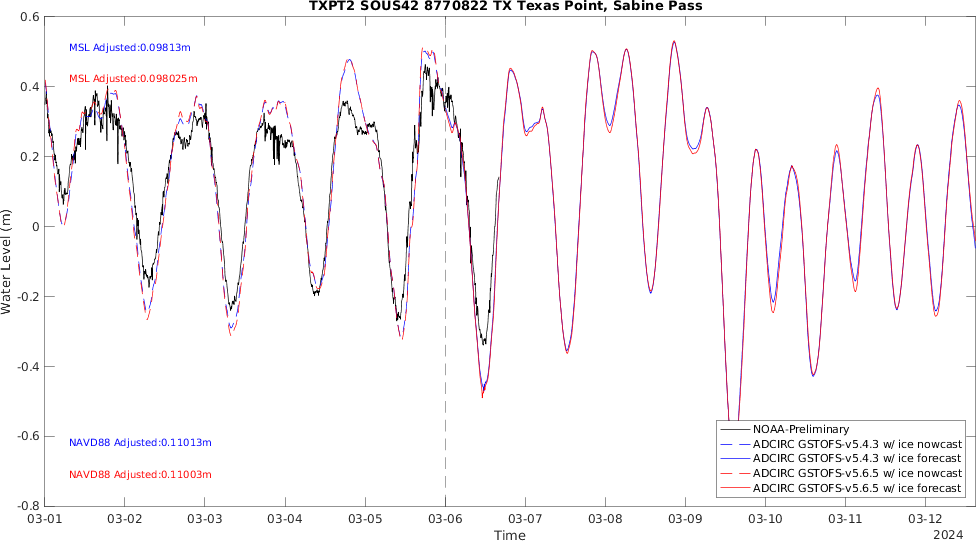 TXPT2 SOUS42 8770822 TX Texas Point, Sabine Pass
0.6
MSL Adjusted:0.09813m
MSL Adjusted:0.098025m
0.4
0.2
0
-0.2
-0.4
-0.6
-0.8
Water Level (m)
NAVD88 Adjusted:0.11013m
NAVD88 Adjusted:0.11003m
NOAA-Preliminary
ADCIRC GSTOFS-v5.4.3 w/ ice nowcast
ADCIRC GSTOFS-v5.4.3 w/ ice forecast
ADCIRC GSTOFS-v5.6.5 w/ ice nowcast
ADCIRC GSTOFS-v5.6.5 w/ ice forecast
03-01 03-02 03-03 03-04 03-05 03-06 03-07 03-08 03-09 03-10 03-11 03-12
Time
2024